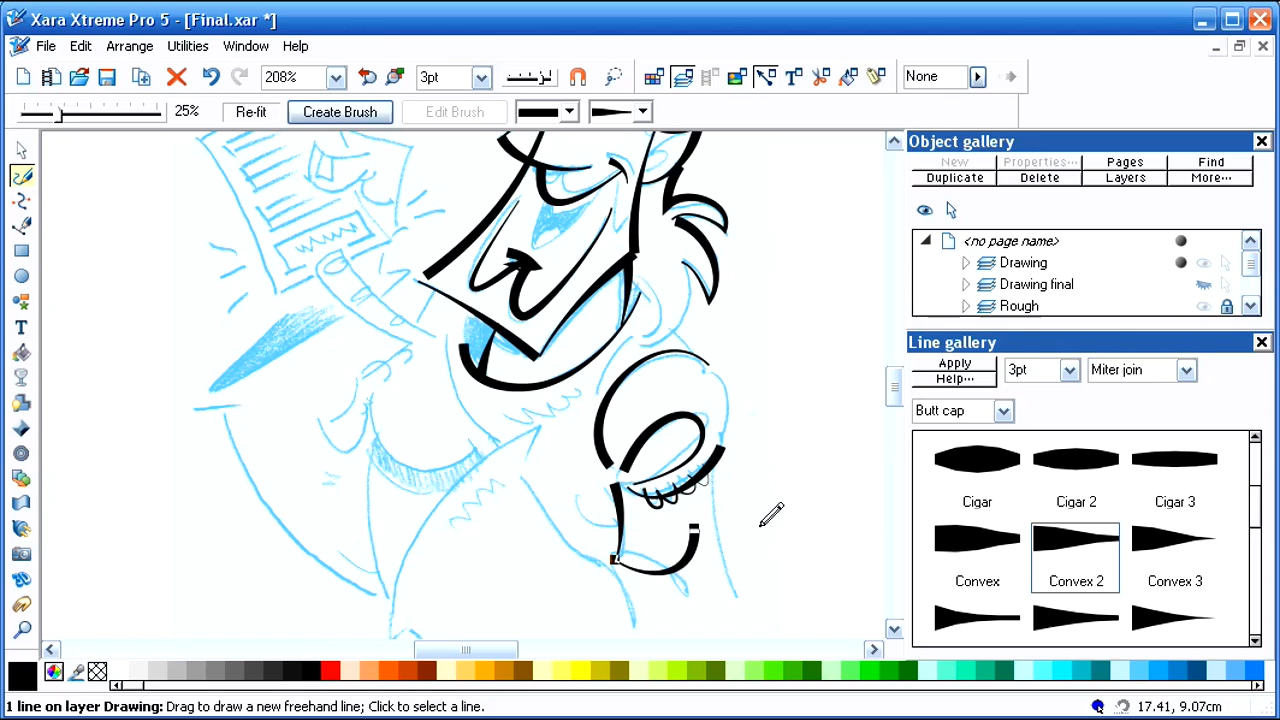 Xara Xtreme Pro 5 - [Final.xar *]
File Edit Arrange Utilities Window Help
208% 3pt None
25% Re-fit Create Brush Edit Brush
Object gallery
New Properties... Pages Find
Duplicate Delete Layers More...
<no page name>
Drawing
Drawing final
Rough
Line gallery
Apply 3pt Miter join
Help...
Butt cap
Cigar Cigar 2 Cigar 3
Convex Convex 2 Convex 3
1 line on layer Drawing: Drag to draw a new freehand line; Click to select a line. 17.41, 9.07cm